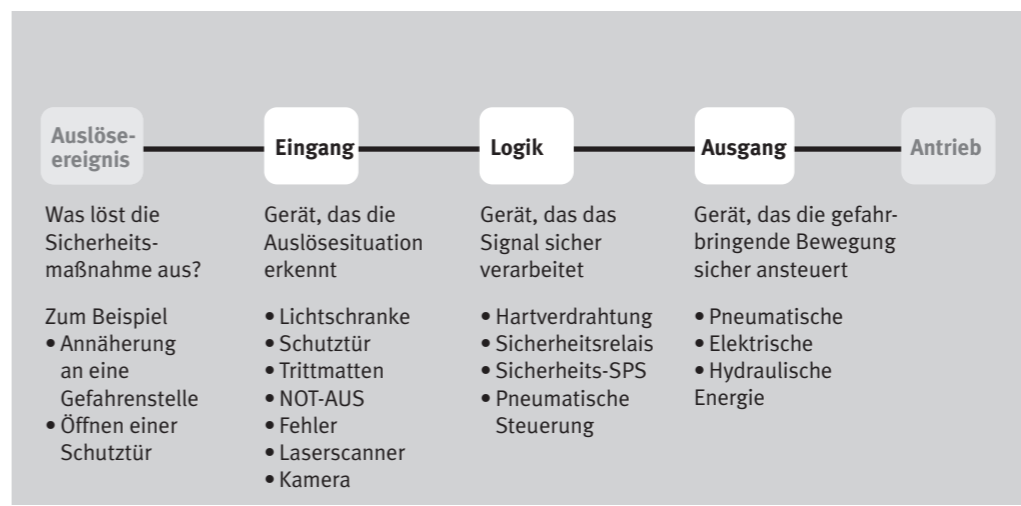 Auslöse-
ereignis
Eingang
Logik
Ausgang
Antrieb
Was löst die
Sicherheits-
maßnahme aus?
Zum Beispiel
• Annäherung
an eine
Gefahrenstelle
• Öffnen einer
Schutztür
Gerät, das die
Auslösesituation
erkennt
• Lichtschranke
• Schutztür
• Trittmatten
• NOT-AUS
• Fehler
• Laserscanner
• Kamera
Gerät, das das
Signal sicher
verarbeitet
• Hartverdrahtung
• Sicherheitsrelais
• Sicherheits-SPS
• Pneumatische
Steuerung
Gerät, das die gefahr-
bringende Bewegung
sicher ansteuert
• Pneumatische
• Elektrische
• Hydraulische
Energie